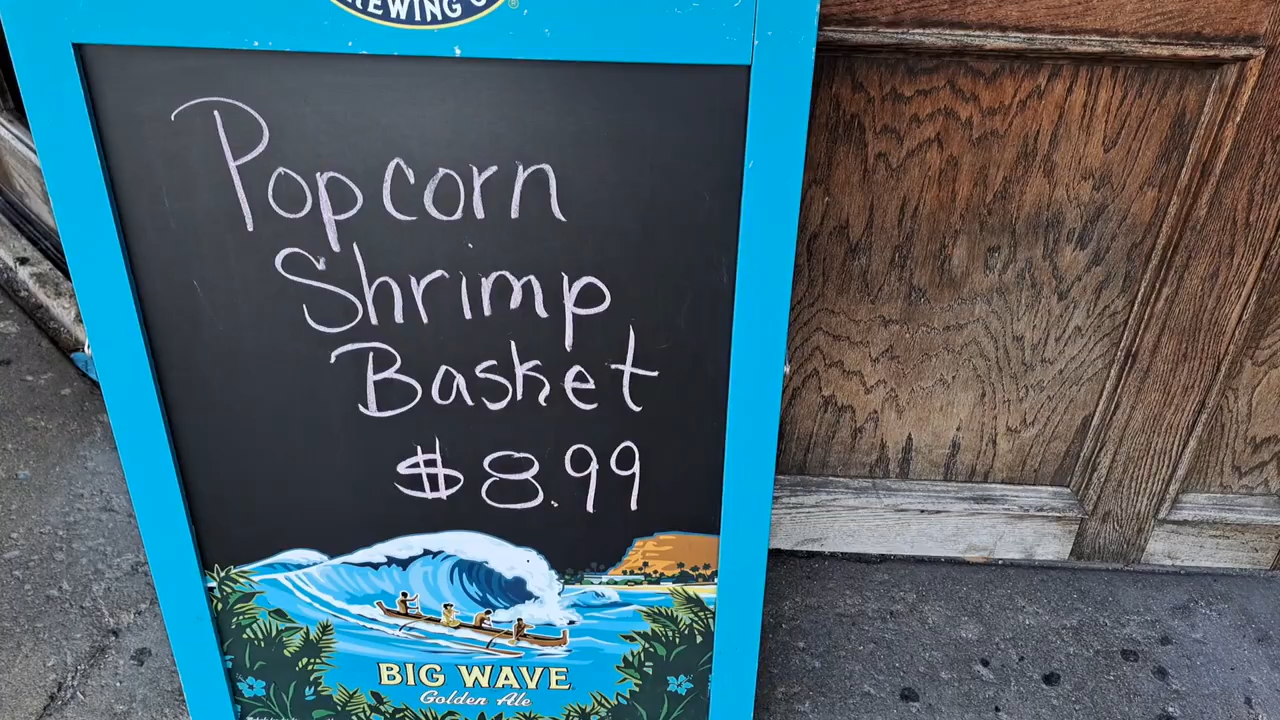 Popcorn
Shrimp
Basket
$8.99
BIG WAVE
Golden Ale